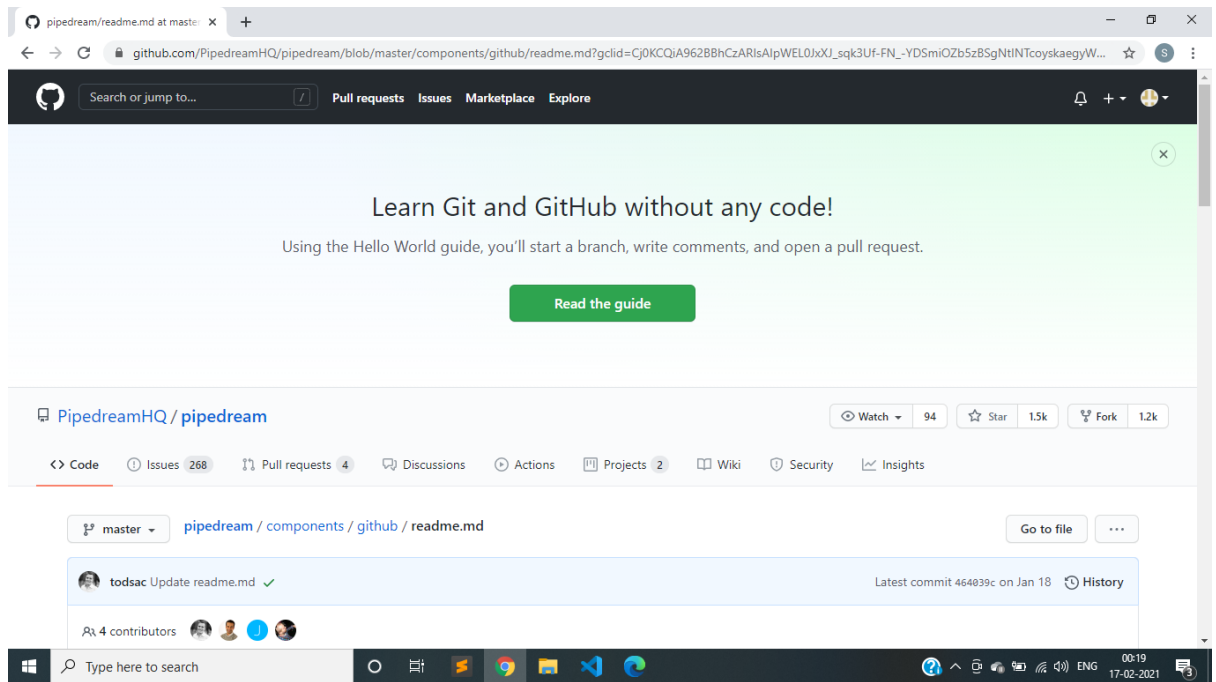 pipedream/readme.md at master
github.com/PipedreamHQ/pipedream/blob/master/components/github/readme.md?gclid=Cj0KCQiA962BBhCzARIsAIpWEL0JxXJ_sqk3Uf-FN_-YDSmiOZb5zBSgNtINTcoyskaegyW... S
Search or jump to... / Pull requests Issues Marketplace Explore
Learn Git and GitHub without any code!
Using the Hello World guide, you’ll start a branch, write comments, and open a pull request.
Read the guide
PipedreamHQ / pipedream Watch 94 Star 1.5k Fork 1.2k
Code Issues 268 Pull requests 4 Discussions Actions Projects 2 Wiki Security Insights
master pipedream / components / github / readme.md Go to file ...
todsac Update readme.md Latest commit 464039c on Jan 18 History
4 contributors J
Type here to search ENG 00:19
17-02-2021 3